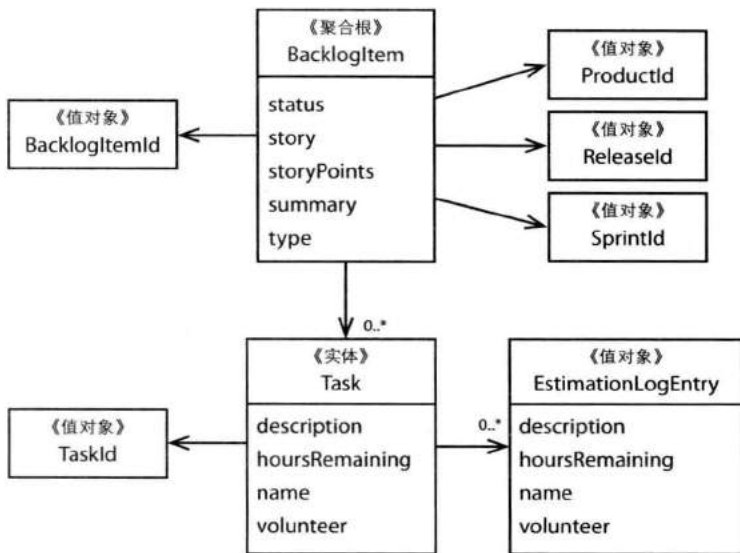 《聚合根》
BacklogItem
status
story
storyPoints
summary
type
《值对象》
BacklogItemId
《值对象》
ProductId
《值对象》
ReleaseId
《值对象》
SprintId
0..*
《实体》
Task
description
hoursRemaining
name
volunteer
《值对象》
TaskId
0..*
《值对象》
EstimationLogEntry
description
hoursRemaining
name
volunteer